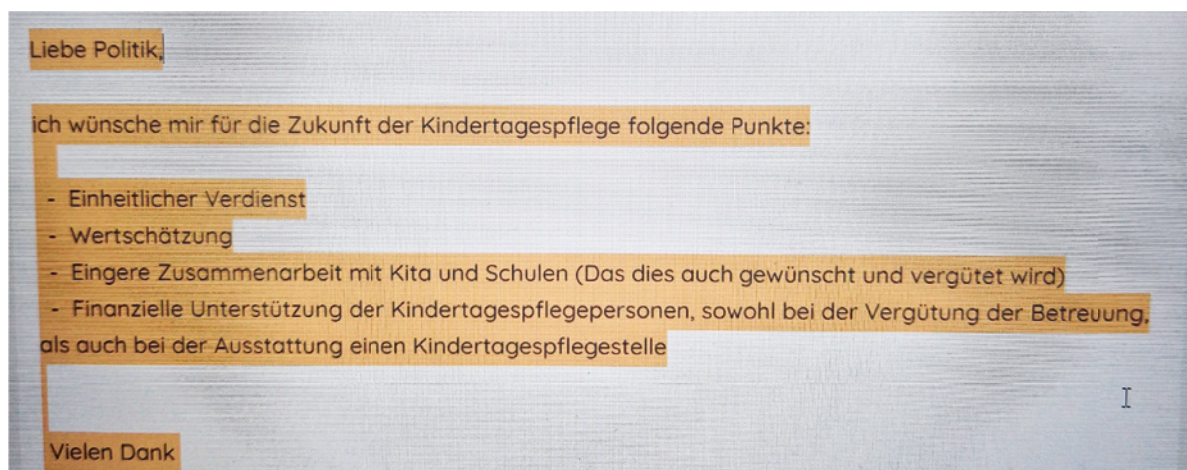 Liebe Politik,
ich wünsche mir für die Zukunft der Kindertagespflege folgende Punkte:
- Einheitlicher Verdienst
- Wertschätzung
- Eingere Zusammenarbeit mit Kita und Schulen (Das dies auch gewünscht und vergütet wird)
- Finanzielle Unterstützung der Kindertagespflegepersonen, sowohl bei der Vergütung der Betreuung,
als auch bei der Ausstattung einen Kindertagespflegestelle
Vielen Dank